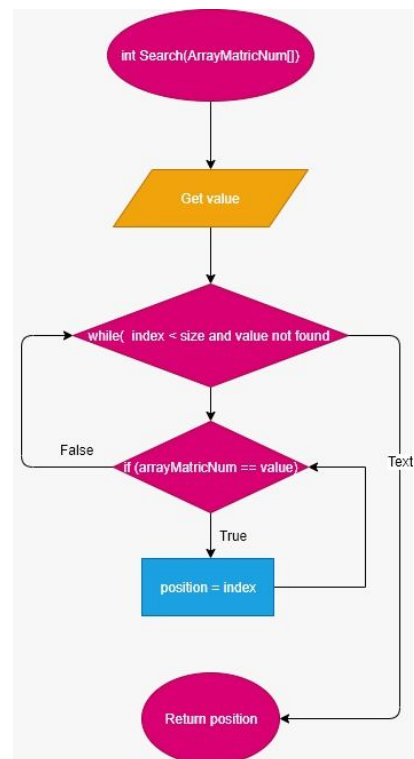 int Search(ArrayMatricNum[]}
Get value
while( index < size and value not found
False
if (arrayMatricNum == value)
Text
True
position = index
Return position